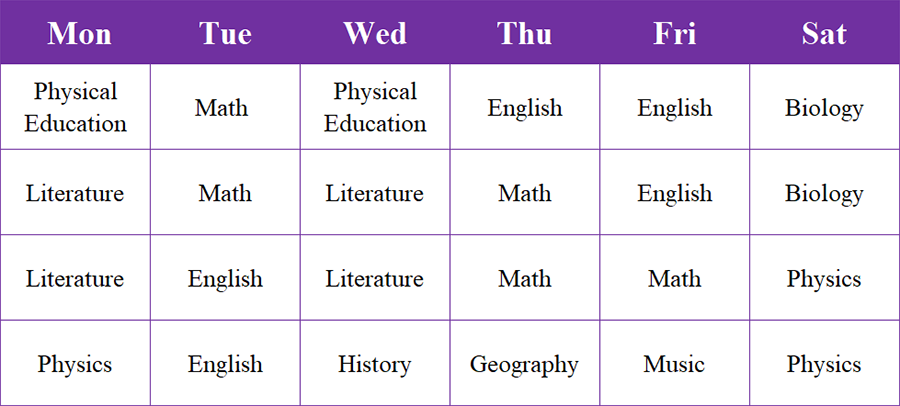 Mon Tue Wed Thu Fri Sat
Physical Education Math Physical Education English English Biology
Literature Math Literature Math English Biology
Literature English Literature Math Math Physics
Physics English History Geography Music Physics